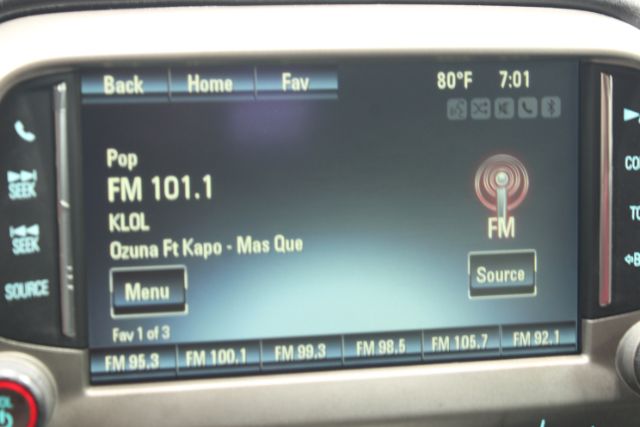 Back Home Fav 80°F 7:01
Pop
FM 101.1
KLOL
Ozuna Ft Kapo - Mas Que
FM
Menu
Source
Fav 1 of 3
FM 95.3 FM 100.1 FM 99.3 FM 98.5 FM 105.7 FM 92.1
SEEK
SEEK
SOURCE